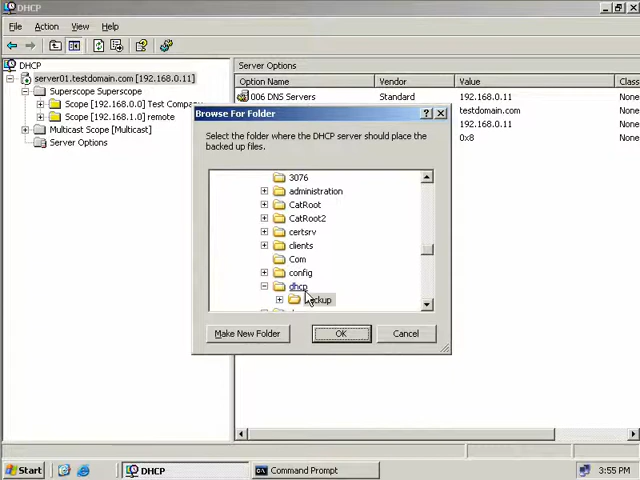 DHCP
File Action View Help
DHCP
server01.testdomain.com [192.168.0.11]
Superscope Superscope
Scope [192.168.0.0] Test Company
Scope [192.168.1.0] remote
Multicast Scope [Multicast]
Server Options
Server Options
Option Name Vendor Value Class
006 DNS Servers Standard 192.168.0.11 None
testdomain.com None
192.168.0.11 None
0x8 None
Browse For Folder
Select the folder where the DHCP server should place the
backed up files.
3076
administration
CatRoot
CatRoot2
certsrv
clients
Com
config
dhcp
backup
Make New Folder OK Cancel
Start DHCP Command Prompt 3:55 PM